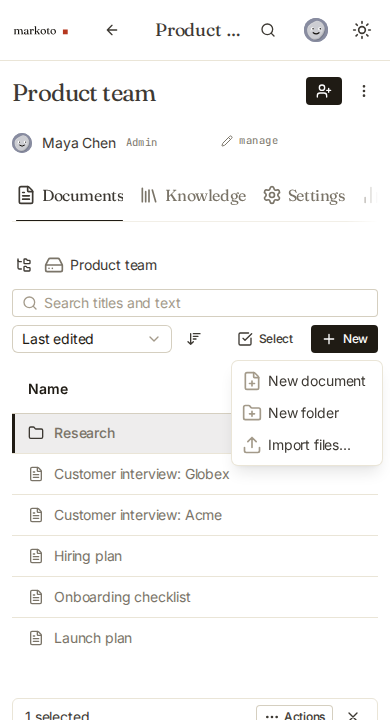 markoto
Product ...
Product team
Maya Chen Admin
manage
Documents Knowledge Settings
Product team
Search titles and text
Last edited
Select
New
New document
New folder
Import files...
Name
Research
Customer interview: Globex
Customer interview: Acme
Hiring plan
Onboarding checklist
Launch plan
1 selected
Actions